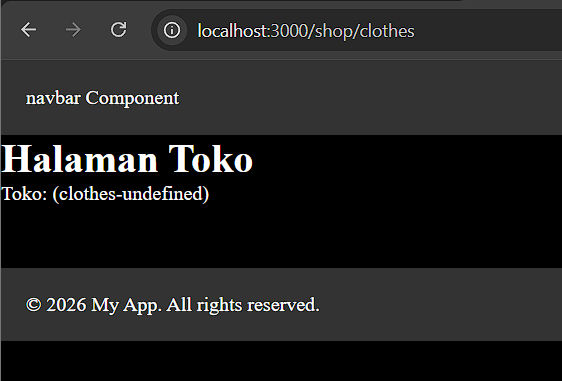 localhost:3000/shop/clothes
navbar Component
Halaman Toko
Toko: (clothes-undefined)
© 2026 My App. All rights reserved.